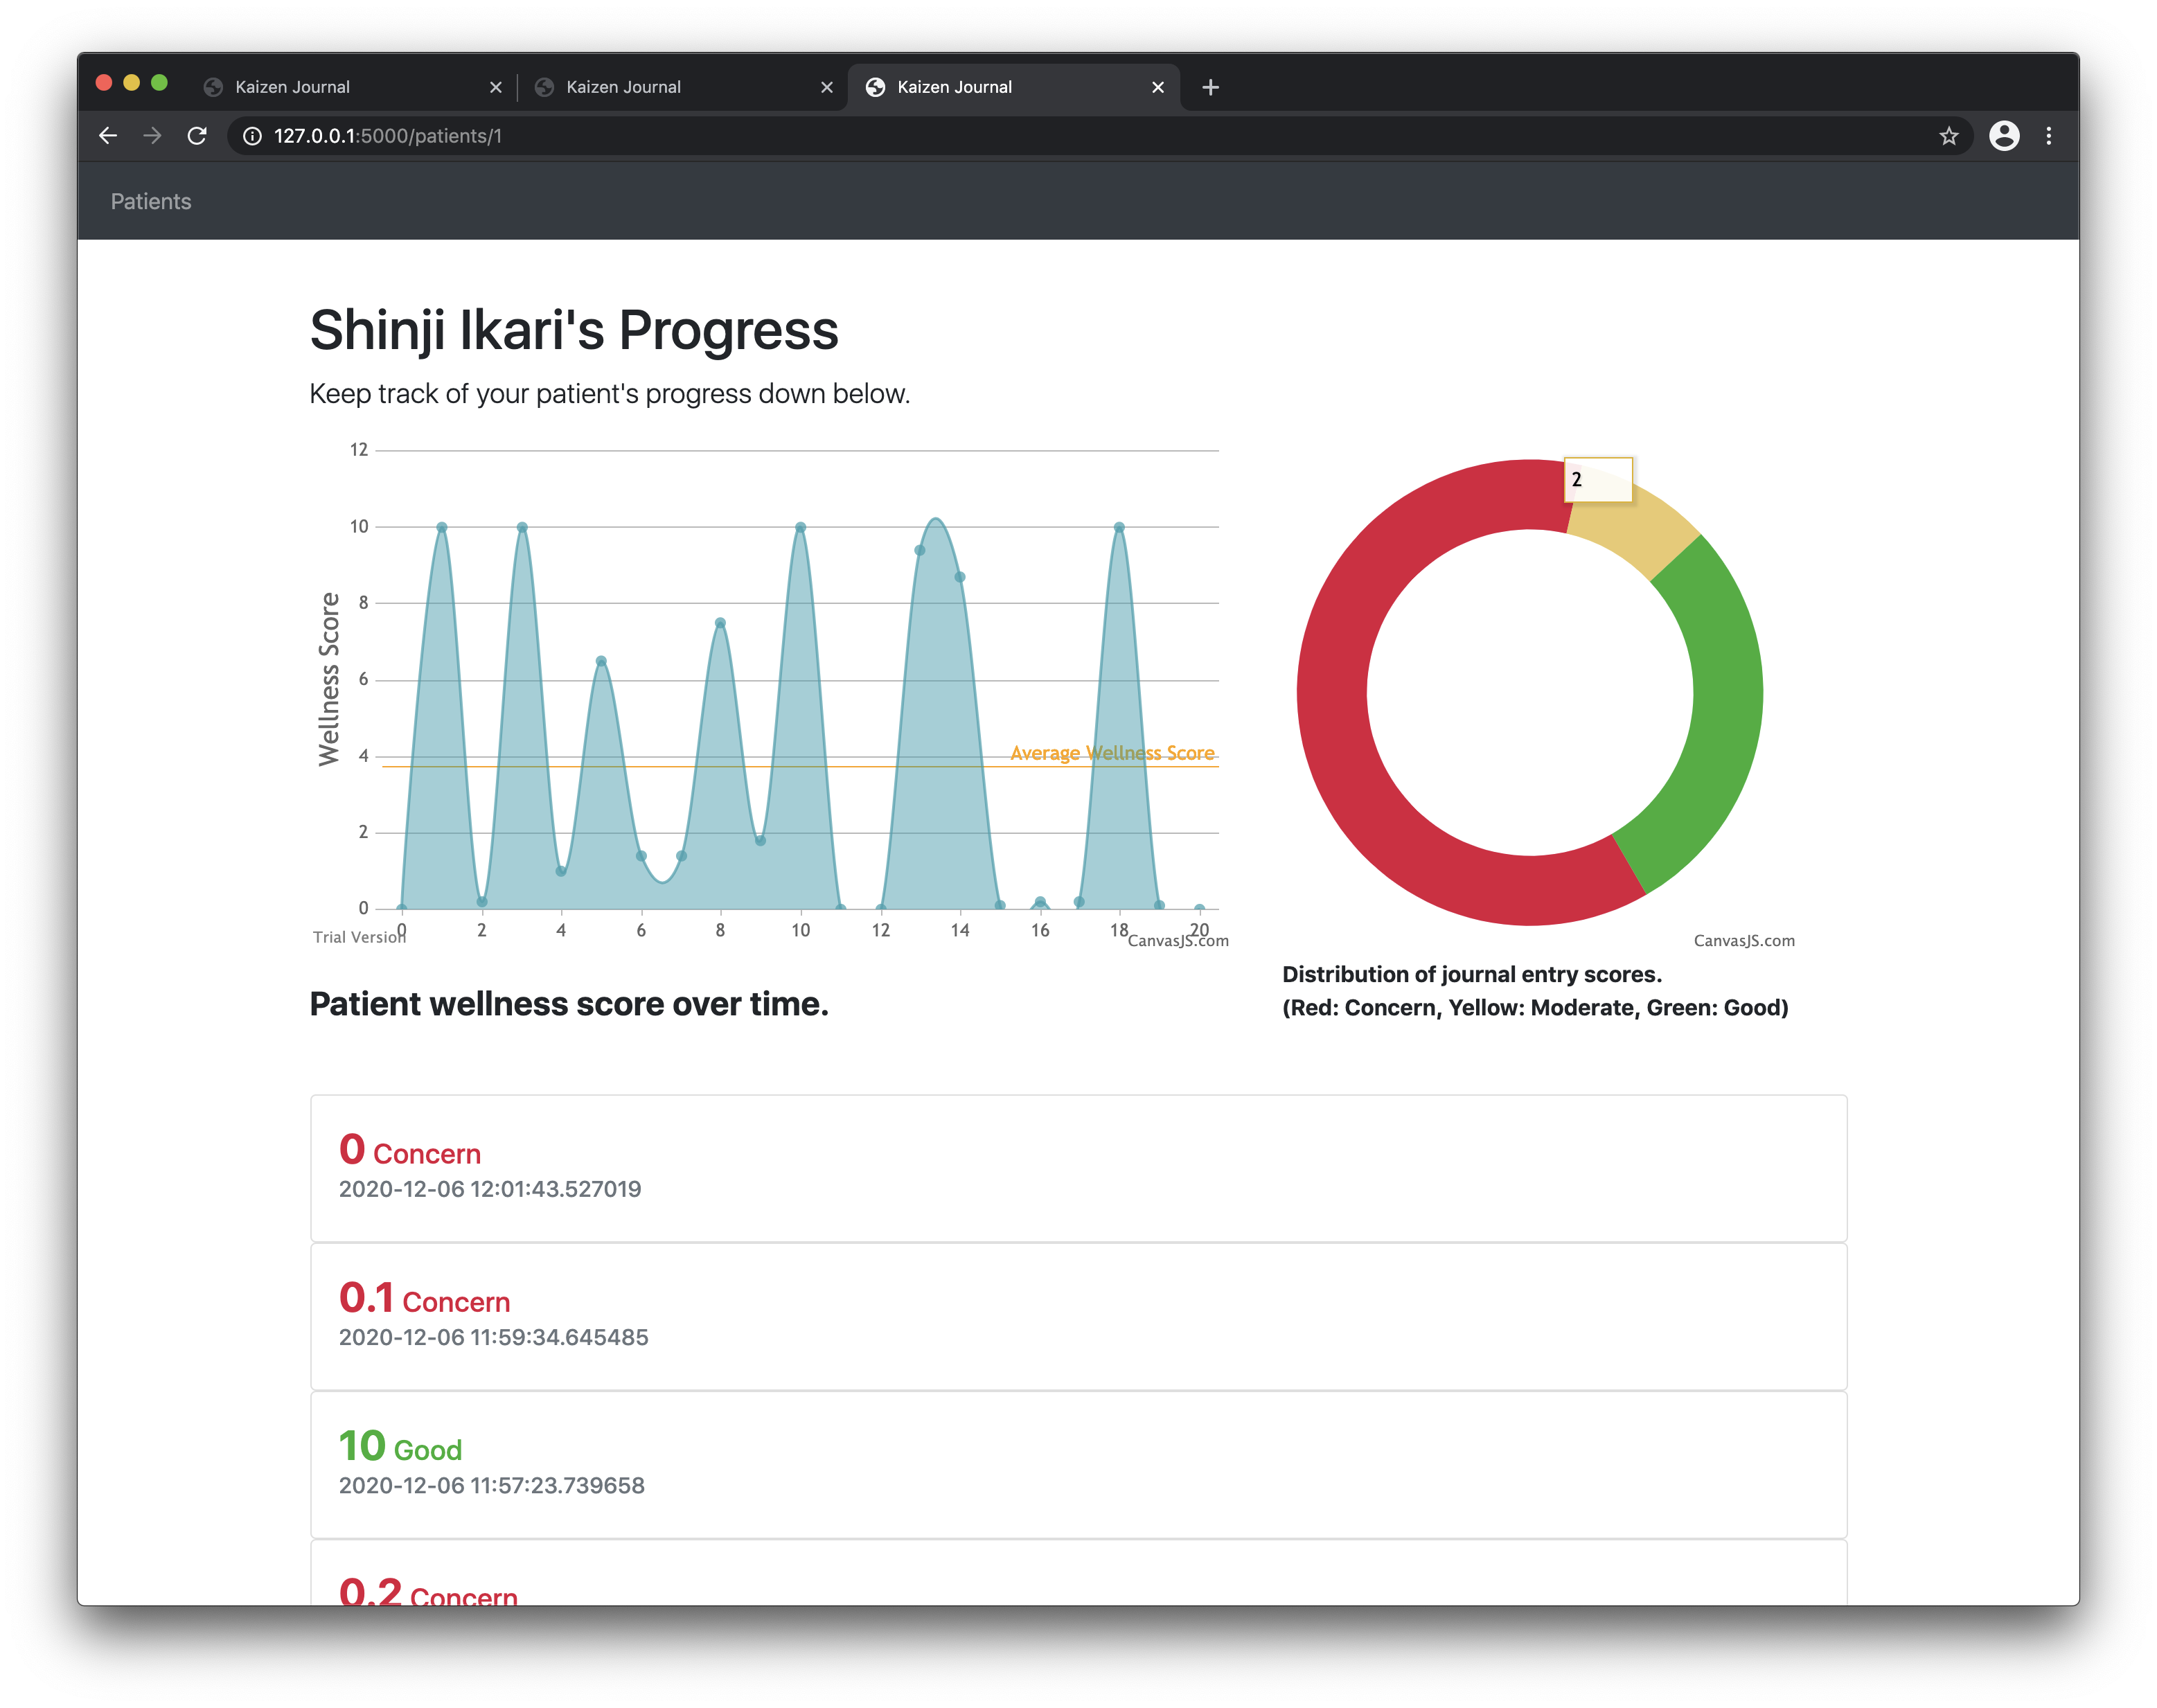 Kaizen Journal
Kaizen Journal
Kaizen Journal
127.0.0.1:5000/patients/1
Patients
Shinji Ikari's Progress
Keep track of your patient's progress down below.
12
10
8
6
4
2
0
Wellness Score
Average Wellness Score
0 2 4 6 8 10 12 14 16 18 20
Trial Version
CanvasJS.com
Patient wellness score over time.
2
CanvasJS.com
Distribution of journal entry scores.
(Red: Concern, Yellow: Moderate, Green: Good)
0 Concern
2020-12-06 12:01:43.527019
0.1 Concern
2020-12-06 11:59:34.645485
10 Good
2020-12-06 11:57:23.739658
0.2 Concern